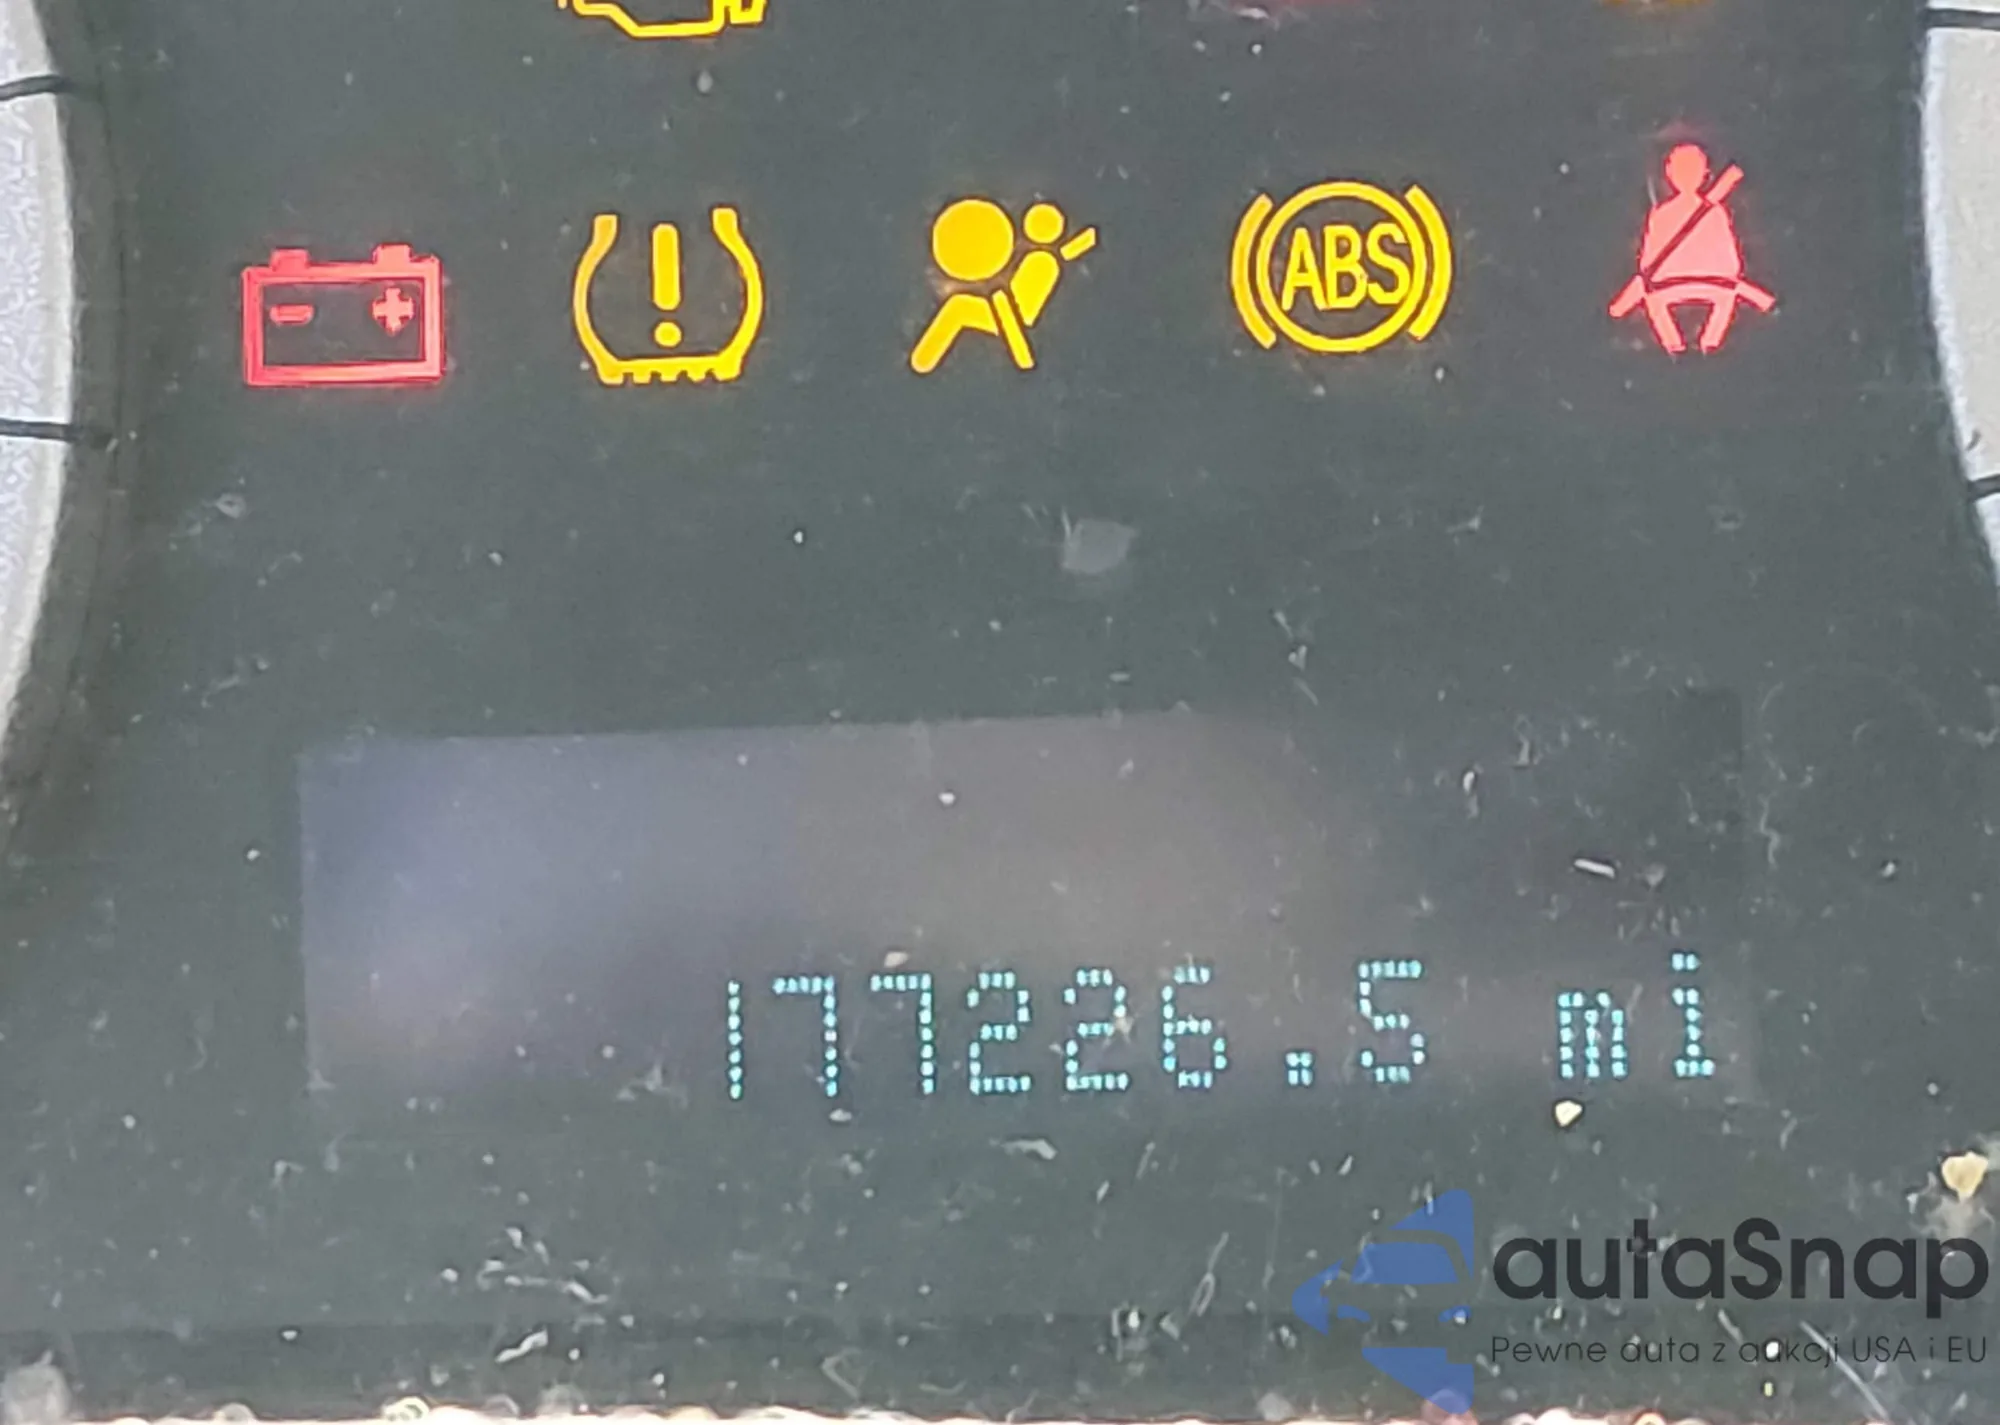 ABS
177226.5 mi
autaSnap
Pewne auta z aukcji USA i EU